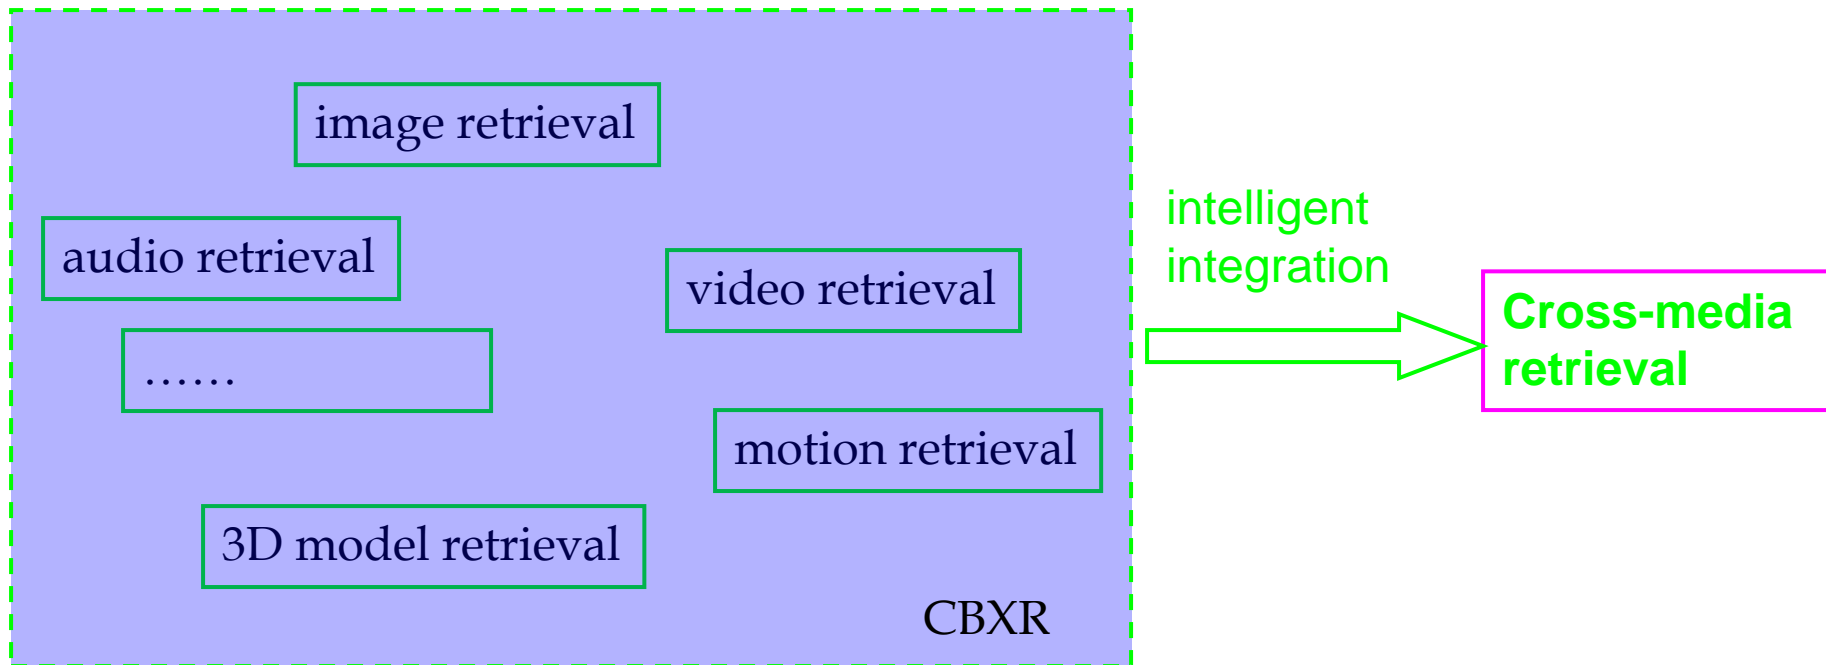 image retrieval
audio retrieval
video retrieval
……
motion retrieval
3D model retrieval
CBXR
intelligent
integration
Cross-media
retrieval